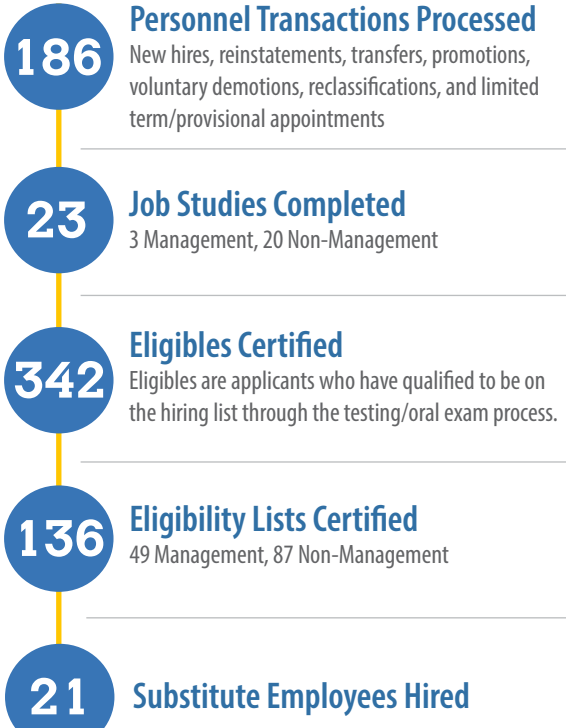 186
Personnel Transactions Processed
New hires, reinstatements, transfers, promotions,
voluntary demotions, reclassifications, and limited
term/provisional appointments
23
Job Studies Completed
3 Management, 20 Non-Management
342
Eligibles Certified
Eligibles are applicants who have qualified to be on
the hiring list through the testing/oral exam process.
136
Eligibility Lists Certified
49 Management, 87 Non-Management
21
Substitute Employees Hired